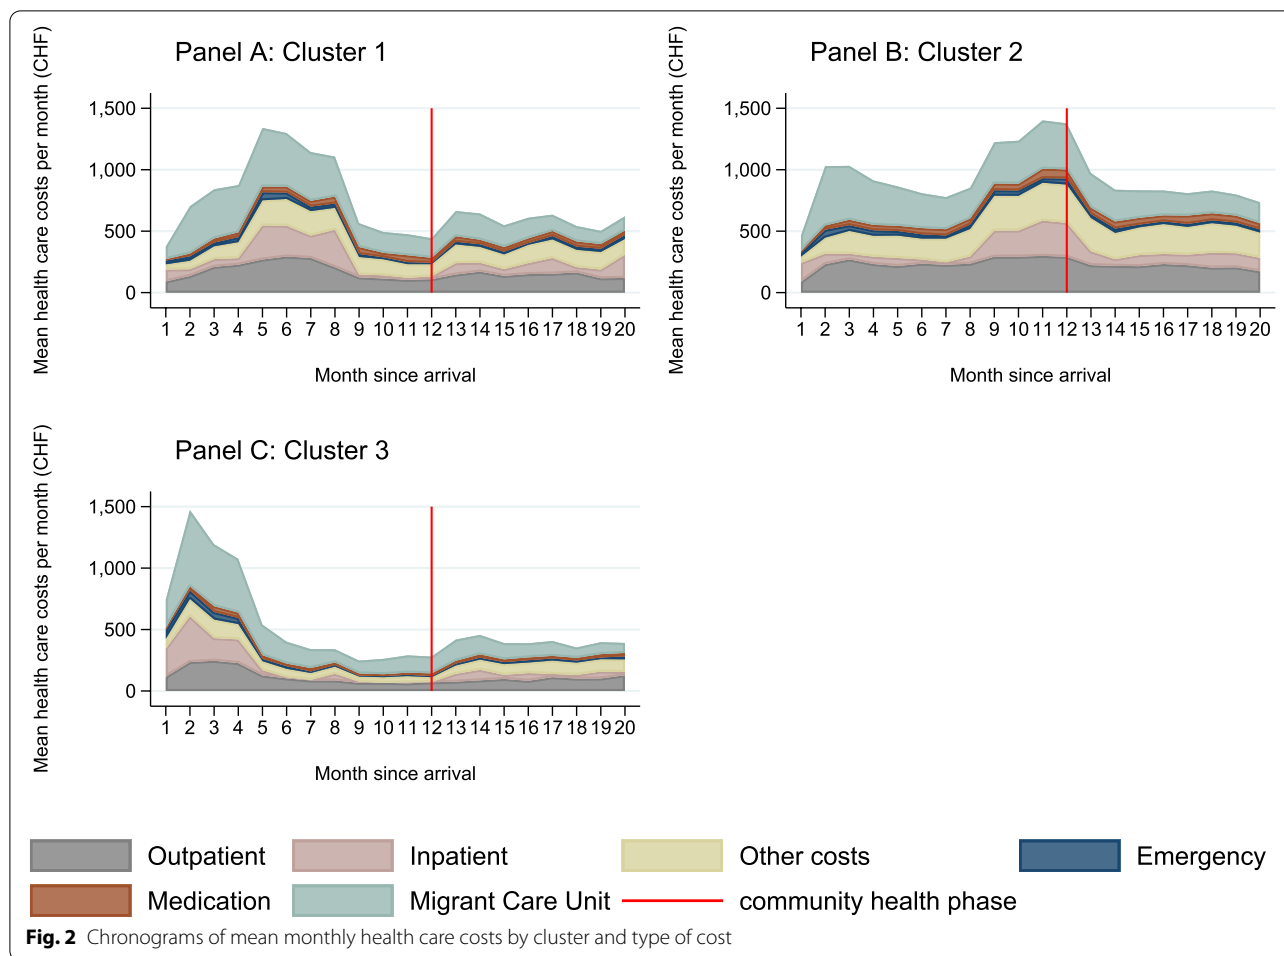 Panel A: Cluster 1
Mean health care costs per month (CHF)
1,500
1,000
500
0
1 2 3 4 5 6 7 8 9 10 11 12 13 14 15 16 17 18 19 20
Month since arrival
Panel B: Cluster 2
Mean health care costs per month (CHF)
1,500
1,000
500
0
1 2 3 4 5 6 7 8 9 10 11 12 13 14 15 16 17 18 19 20
Month since arrival
Panel C: Cluster 3
Mean health care costs per month (CHF)
1,500
1,000
500
0
1 2 3 4 5 6 7 8 9 10 11 12 13 14 15 16 17 18 19 20
Month since arrival
Outpatient Inpatient Other costs Emergency
Medication Migrant Care Unit community health phase
Fig. 2 Chronograms of mean monthly health care costs by cluster and type of cost